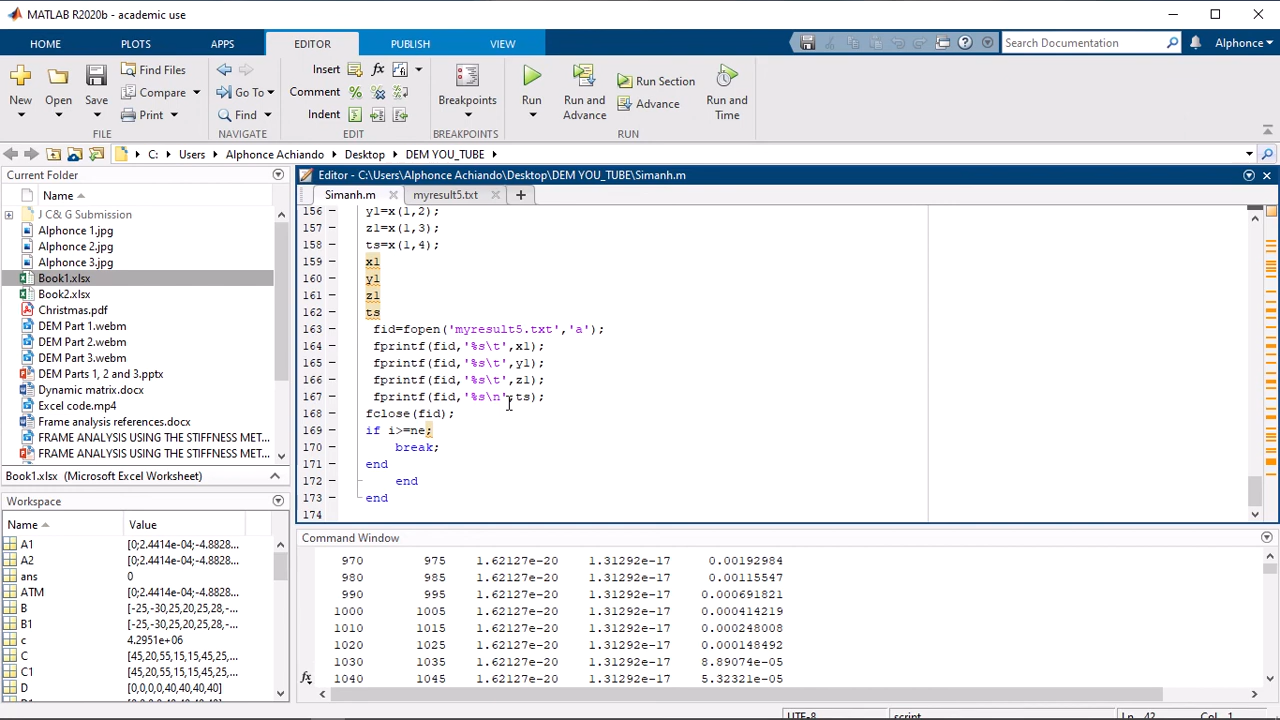 MATLAB R2020b - academic use
HOME PLOTS APPS EDITOR PUBLISH VIEW Search Documentation Alphonce
New Open Save Find Files Compare Print
Insert Comment Indent Go To Find
Breakpoints Run Run and Advance Run Section Advance Run and Time
FILE NAVIGATE EDIT BREAKPOINTS RUN
C: Users Alphonce Achiando Desktop DEM YOU_TUBE
Current Folder
Name
J C& G Submission
Alphonce 1.jpg
Alphonce 2.jpg
Alphonce 3.jpg
Book1.xlsx
Book2.xlsx
Christmas.pdf
DEM Part 1.webm
DEM Part 2.webm
DEM Part 3.webm
DEM Parts 1, 2 and 3.pptx
Dynamic matrix.docx
Excel code.mp4
Frame analysis references.docx
FRAME ANALYSIS USING THE STIFFNESS MET...
FRAME ANALYSIS USING THE STIFFNESS MET...
Book1.xlsx (Microsoft Excel Worksheet)
Workspace
Name Value
A1 [0;2.4414e-04;-4.8828...
A2 [0;2.4414e-04;-4.8828...
ans 0
ATM [0;2.4414e-04;-4.8828...
B [-25,-30,25,20,25,28,-...
B1 [-25,-30,25,20,25,28,-...
c 4.2951e+06
C [45,20,55,15,15,45,25,...
C1 [45,20,55,15,15,45,25,...
D [0,0,0,0,40,40,40,40]
Editor - C:\Users\Alphonce Achiando\Desktop\DEM YOU_TUBE\Simanh.m
Simanh.m myresult5.txt
156 y1=x(1,2);
157 z1=x(1,3);
158 ts=x(1,4);
159 x1
160 y1
161 z1
162 ts
163 fid=fopen('myresult5.txt','a');
164 fprintf(fid,'%s\t',x1);
165 fprintf(fid,'%s\t',y1);
166 fprintf(fid,'%s\t',z1);
167 fprintf(fid,'%s\n',ts);
168 fclose(fid);
169 if i>=ne;
170 break;
171 end
172 end
173 end
174
Command Window
970 975 1.62127e-20 1.31292e-17 0.00192984
980 985 1.62127e-20 1.31292e-17 0.00115547
990 995 1.62127e-20 1.31292e-17 0.000691821
1000 1005 1.62127e-20 1.31292e-17 0.000414219
1010 1015 1.62127e-20 1.31292e-17 0.000248008
1020 1025 1.62127e-20 1.31292e-17 0.000148492
1030 1035 1.62127e-20 1.31292e-17 8.89074e-05
1040 1045 1.62127e-20 1.31292e-17 5.32321e-05
fx
UTF-8 script Ln 42 Col 1